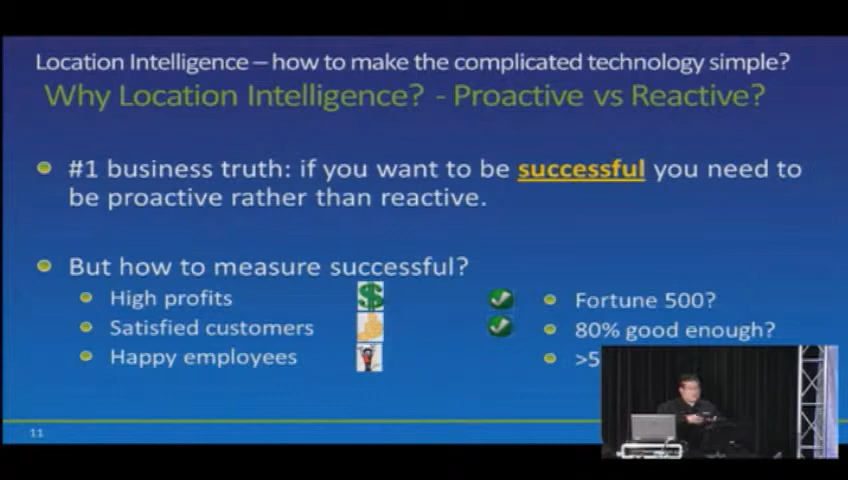 Location Intelligence – how to make the complicated technology simple?
Why Location Intelligence? - Proactive vs Reactive?
#1 business truth: if you want to be successful you need to
be proactive rather than reactive.
But how to measure successful?
High profits
Fortune 500?
Satisfied customers
80% good enough?
Happy employees
>5
11